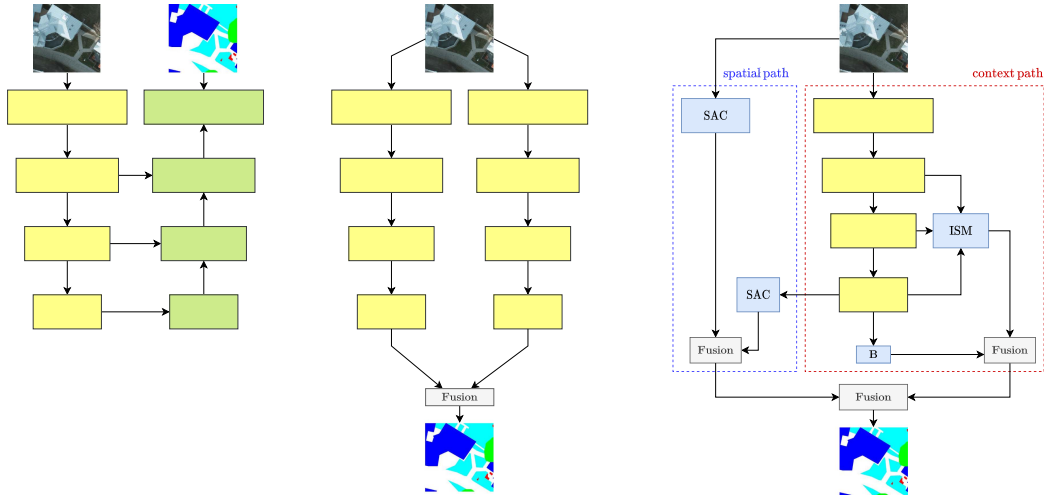 spatial path
context path
SAC
ISM
SAC
Fusion
B
Fusion
Fusion
Fusion